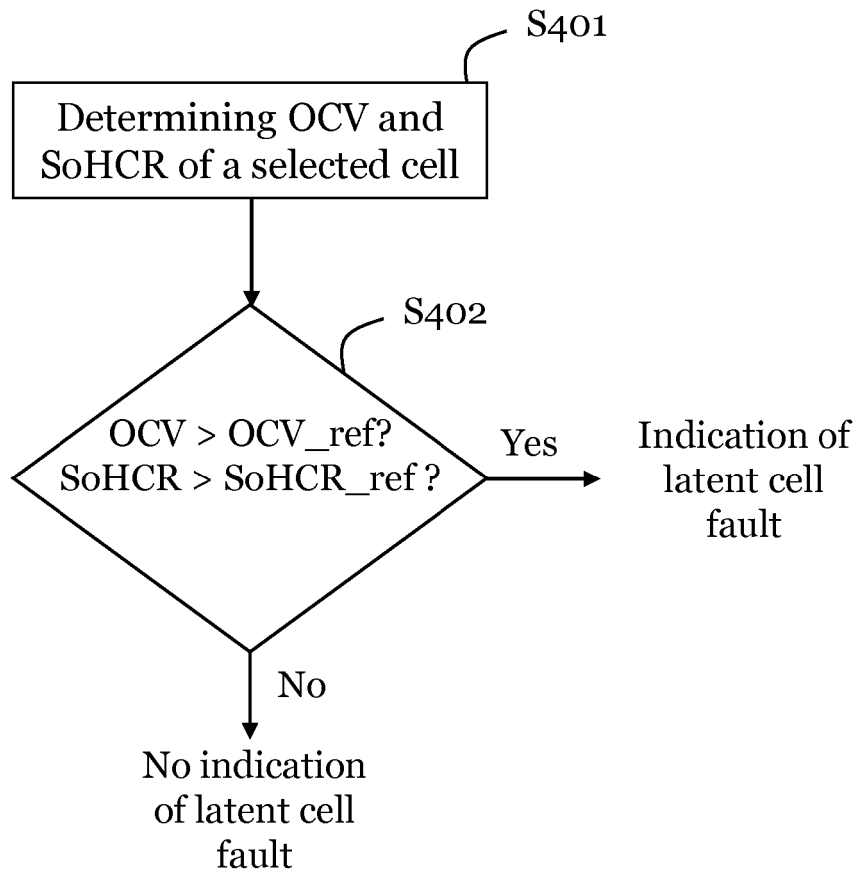 S401
Determining OCV and
SoHCR of a selected cell
S402
OCV > OCV_ref?
SoHCR > SoHCR_ref ?
Yes
Indication of
latent cell
fault
No
No indication
of latent cell
fault